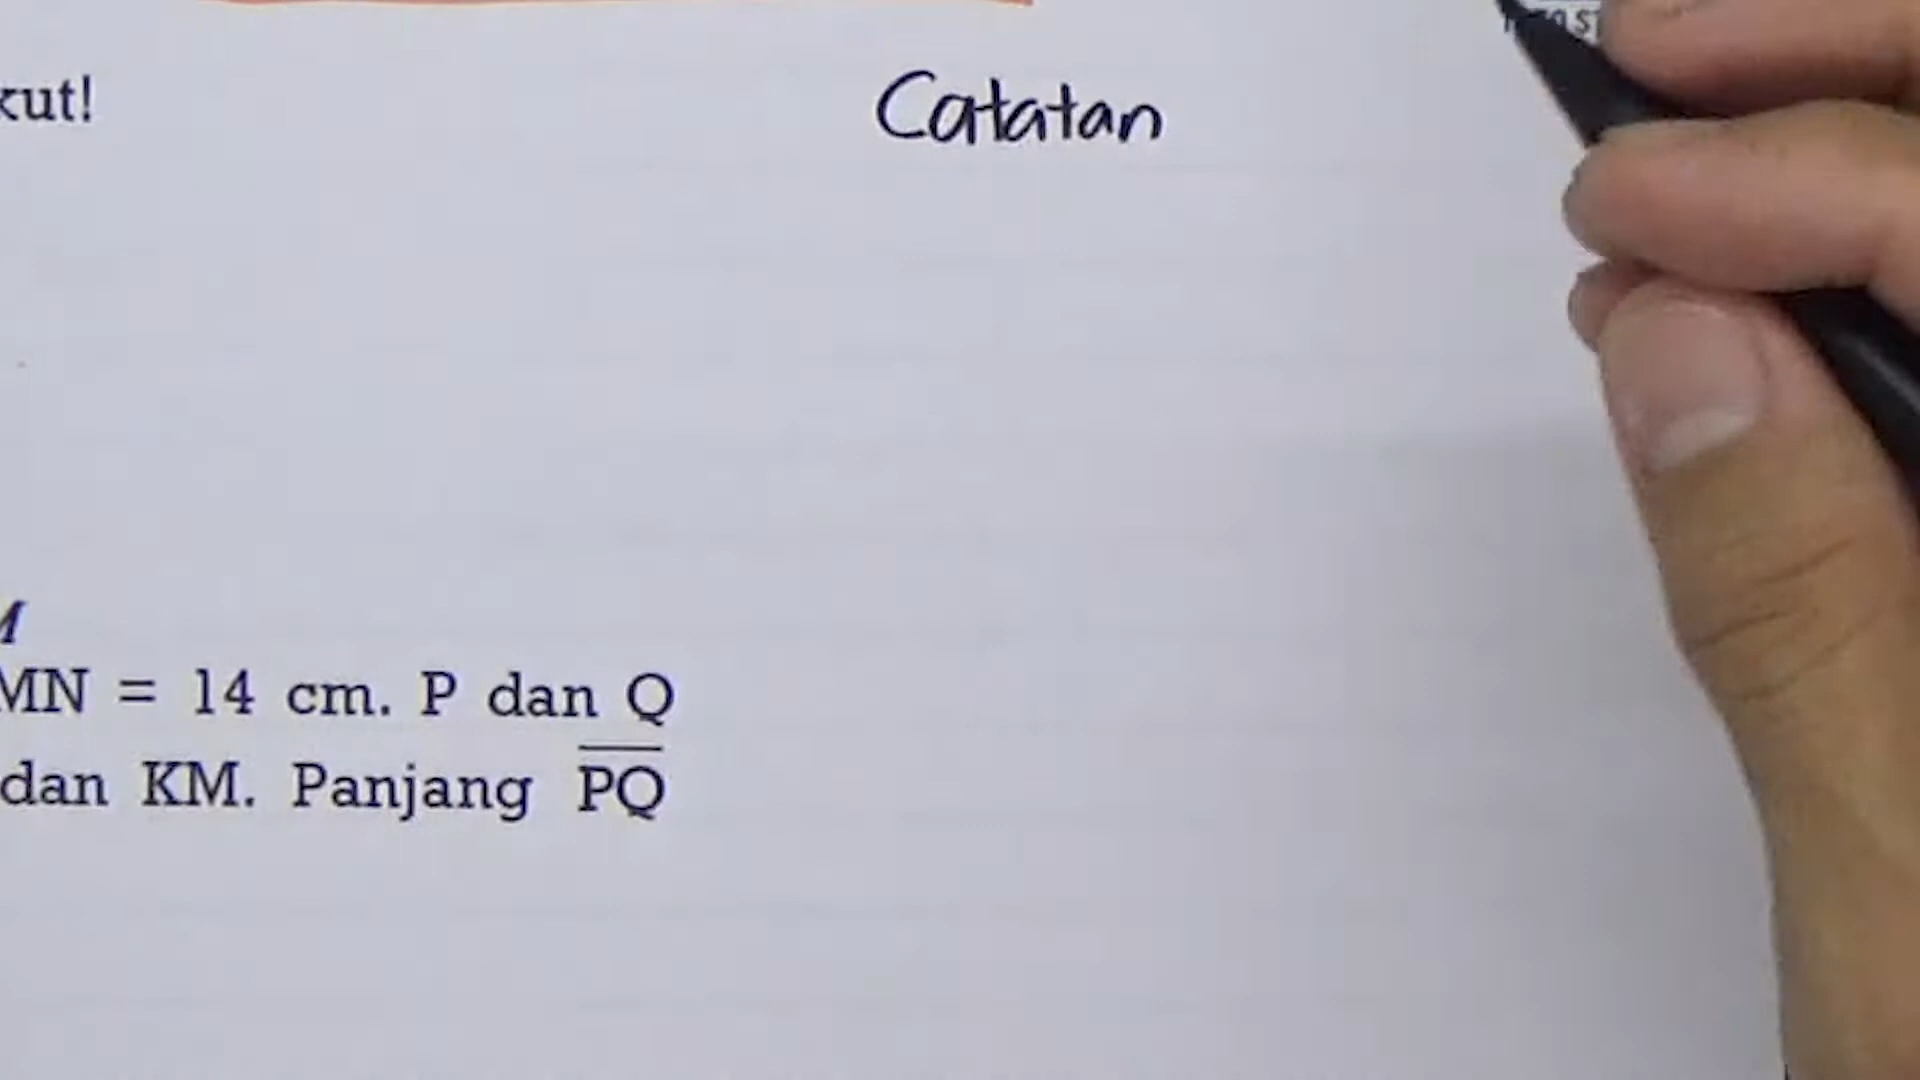 kut!
Catatan
M
MN = 14 cm. P dan Q
dan KM. Panjang PQ